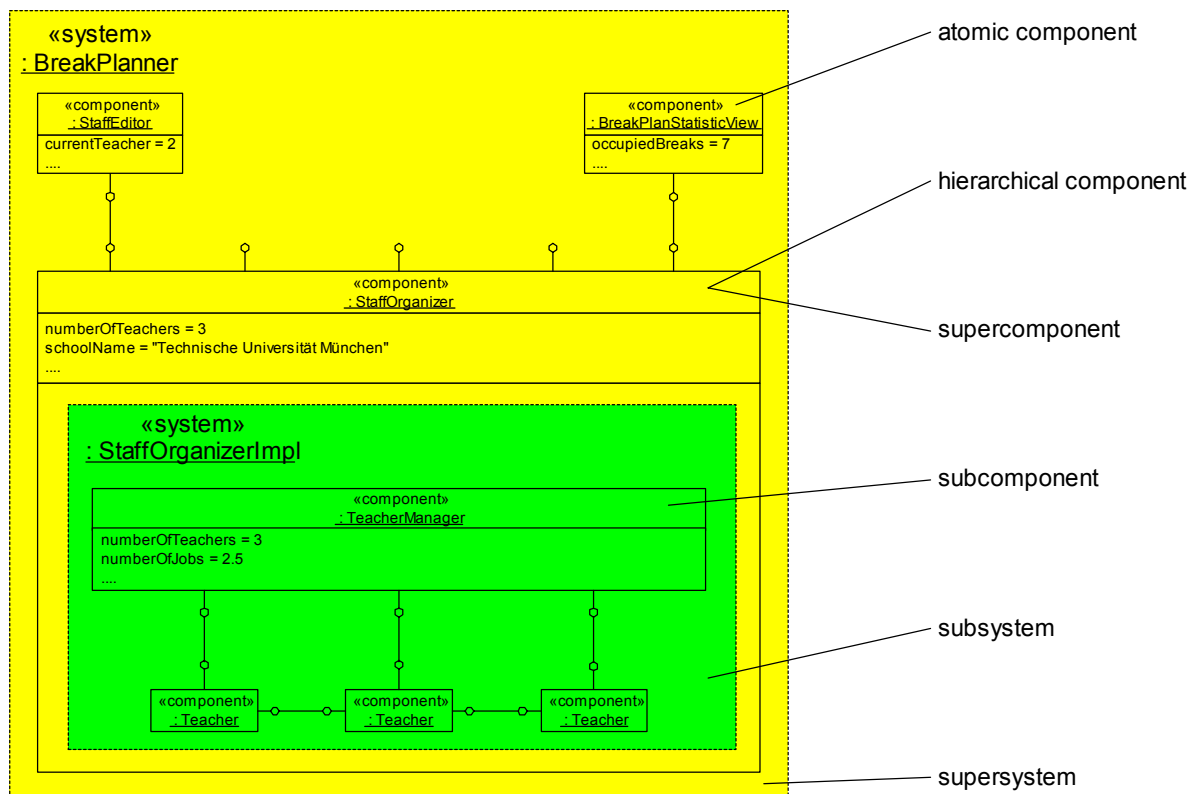 «system»
: BreakPlanner
«component»
: StaffEditor
currentTeacher = 2
....
«component»
: BreakPlanStatisticView
occupiedBreaks = 7
....
«component»
: StaffOrganizer
numberOfTeachers = 3
schoolName = "Technische Universität München"
....
«system»
: StaffOrganizerImpl
«component»
: TeacherManager
numberOfTeachers = 3
numberOfJobs = 2.5
....
«component»
: Teacher
«component»
: Teacher
«component»
: Teacher
atomic component
hierarchical component
supercomponent
subcomponent
subsystem
supersystem